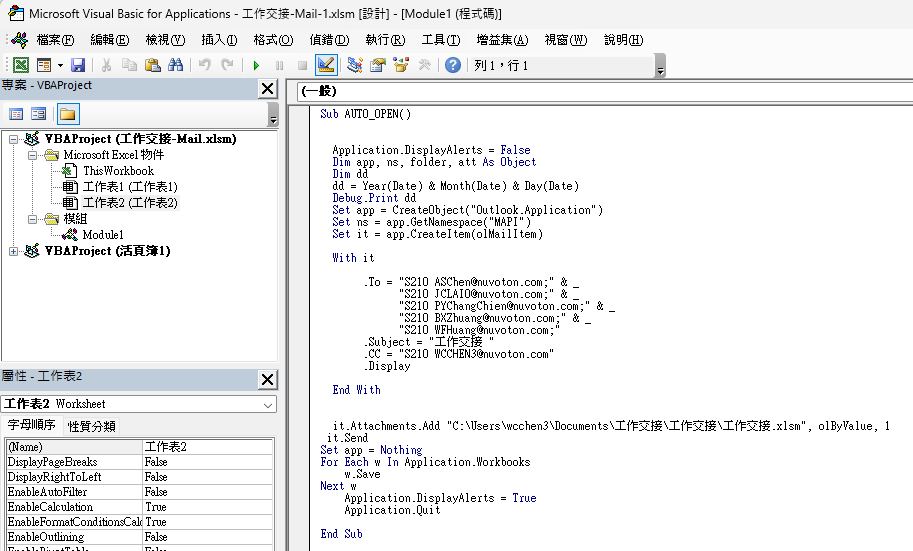 Microsoft Visual Basic for Applications - 工作交接-Mail-1.xlsm [設計] - [Module1 (程式碼)]
檔案(F) 編輯(E) 檢視(V) 插入(I) 格式(O) 偵錯(D) 執行(R) 工具(T) 增益集(A) 視窗(W) 說明(H)
列 1，行 1
專案 - VBAProject
VBAProject (工作交接-Mail.xlsm)
Microsoft Excel 物件
ThisWorkbook
工作表1 (工作表1)
工作表2 (工作表2)
模組
Module1
VBAProject (活頁簿1)
屬性 - 工作表2
工作表2 Worksheet
字母順序 性質分類
(Name) 工作表2
DisplayPageBreaks False
DisplayRightToLeft False
EnableAutoFilter False
EnableCalculation True
EnableFormatConditionsCalc True
EnableOutlining False
EnablePivotTable False
(一般)
Sub AUTO_OPEN()
Application.DisplayAlerts = False
Dim app, ns, folder, att As Object
Dim dd
dd = Year(Date) & Month(Date) & Day(Date)
Debug.Print dd
Set app = CreateObject("Outlook.Application")
Set ns = app.GetNamespace("MAPI")
Set it = app.CreateItem(olMailItem)
With it
.To = "S210 ASChen@nuvoton.com;" & _
"S210 JCLAIO@nuvoton.com;" & _
"S210 PYChangChien@nuvoton.com;" & _
"S210 BXZhuang@nuvoton.com;" & _
"S210 WFHuang@nuvoton.com;"
.Subject = "工作交接 "
.CC = "S210 WCCHEN3@nuvoton.com"
.Display
End With
it.Attachments.Add "C:\Users\wcchen3\Documents\工作交接\工作交接\工作交接.xlsm", olByValue, 1
it.Send
Set app = Nothing
For Each w In Application.Workbooks
w.Save
Next w
Application.DisplayAlerts = True
Application.Quit
End Sub